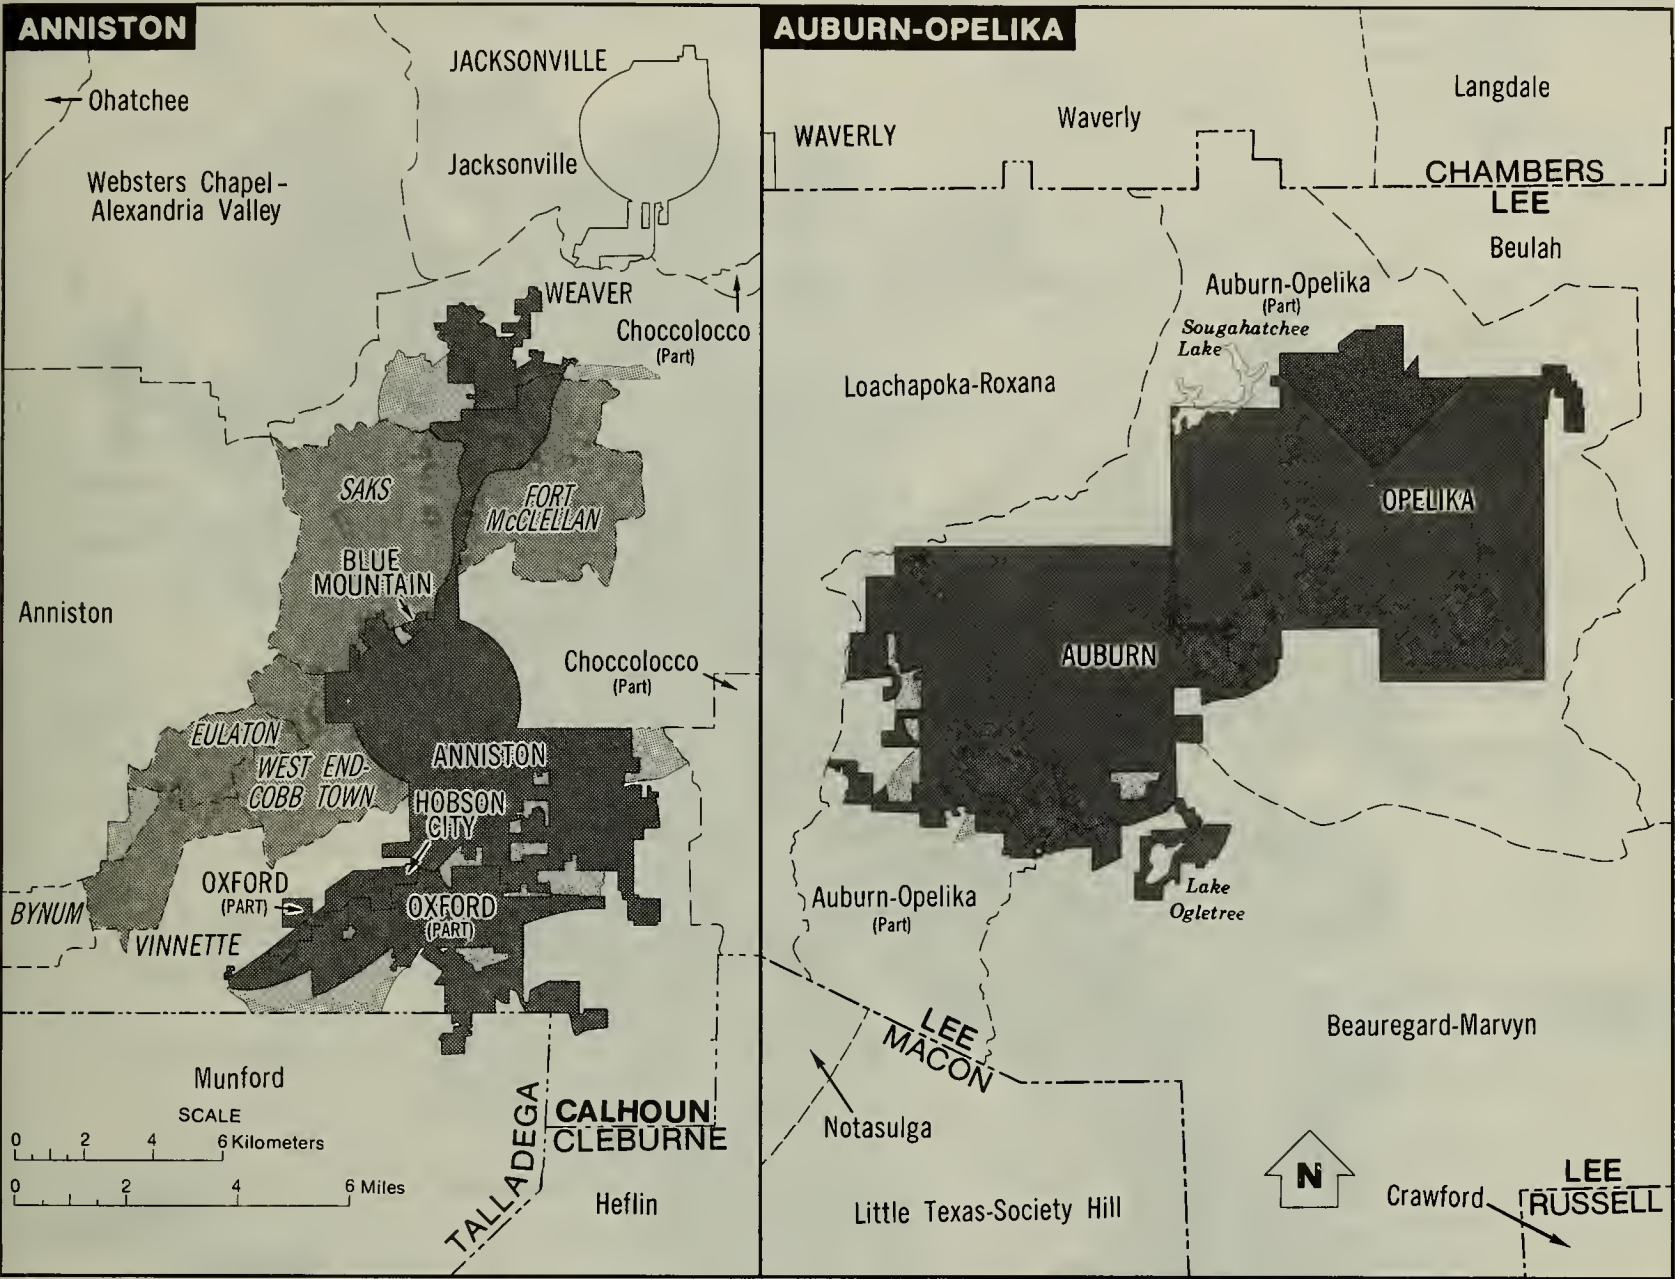 ANNISTON
JACKSONVILLE
Ohatchee
Jacksonville
Websters Chapel-
Alexandria Valley
WEAVER
Choccolocco
(Part)
SAKS
FORT
McCLELLAN
BLUE
MOUNTAIN
Anniston
Choccolocco
(Part)
EULATON
ANNISTON
WEST END-
COBB TOWN
HOBSON
CITY
OXFORD
(PART)
OXFORD
(PART)
BYNUM
VINNETTE
Munford
SCALE
0 2 4 6 Kilometers
0 2 4 6 Miles
TALLADEGA
CALHOUN
CLEBURNE
Heflin
AUBURN-OPELIKA
Langdale
Waverly
WAVERLY
CHAMBERS
LEE
Beulah
Auburn-Opelika
(Part)
Sougahatchee
Lake
Loachapoka-Roxana
OPELIKA
AUBURN
Auburn-Opelika
(Part)
Lake
Ogletree
LEE
MACON
Beauregard-Marvyn
Notasulga
N
LEE
RUSSELL
Crawford
Little Texas-Society Hill